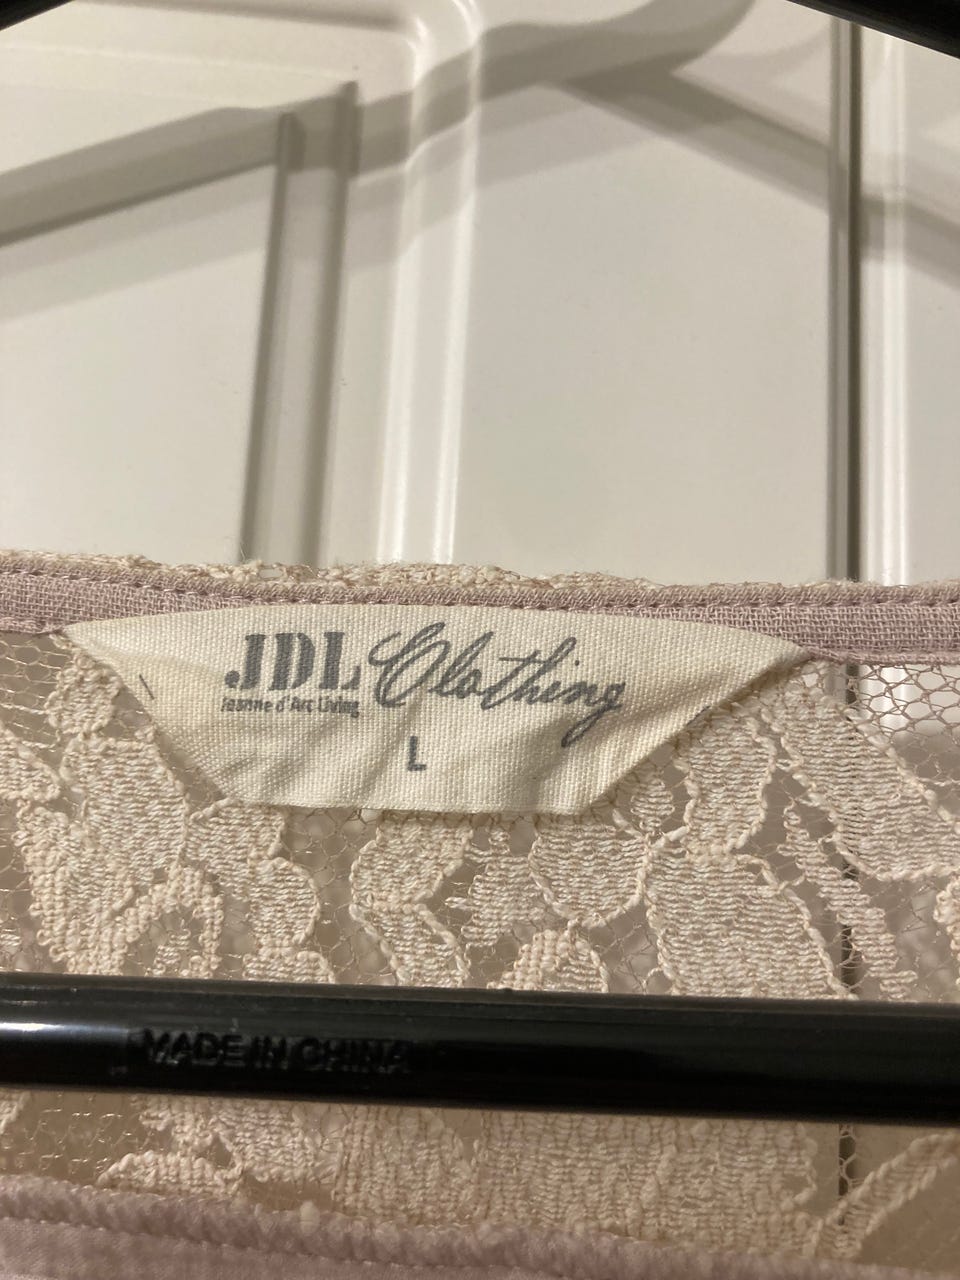 JDL Clothing
Jeanne d'Arc Living
L
MADE IN CHINA